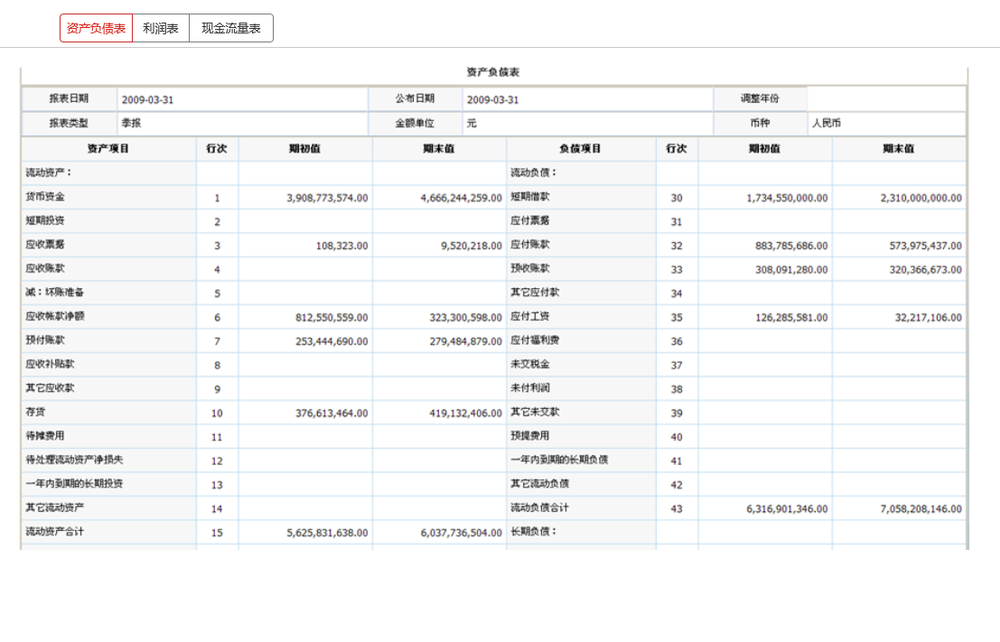 资产负债表 利润表 现金流量表
资产负债表
报表日期 2009-03-31 公布日期 2009-03-31 调整年份
报表类型 季报 金额单位 元 币种 人民币
资产项目 行次 期初值 期末值 负债项目 行次 期初值 期末值
流动资产： 流动负债：
货币资金 1 3,908,773,574.00 4,666,244,259.00 短期借款 30 1,734,550,000.00 2,310,000,000.00
短期投资 2 应付票据 31
应收票据 3 108,323.00 9,520,218.00 应付账款 32 883,785,686.00 573,975,437.00
应收账款 4 预收账款 33 308,091,280.00 320,366,673.00
减：坏账准备 5 其它应付款 34
应收帐款净额 6 812,550,559.00 323,300,598.00 应付工资 35 126,285,581.00 32,217,106.00
预付账款 7 253,444,690.00 279,484,879.00 应付福利费 36
应收补贴款 8 未交税金 37
其它应收款 9 未付利润 38
存货 10 376,613,464.00 419,132,406.00 其它未交款 39
待摊费用 11 预提费用 40
待处理流动资产净损失 12 一年内到期的长期负债 41
一年内到期的长期投资 13 其它流动负债 42
其它流动资产 14 流动负债合计 43 6,316,901,346.00 7,058,208,146.00
流动资产合计 15 5,625,831,638.00 6,037,736,504.00 长期负债：